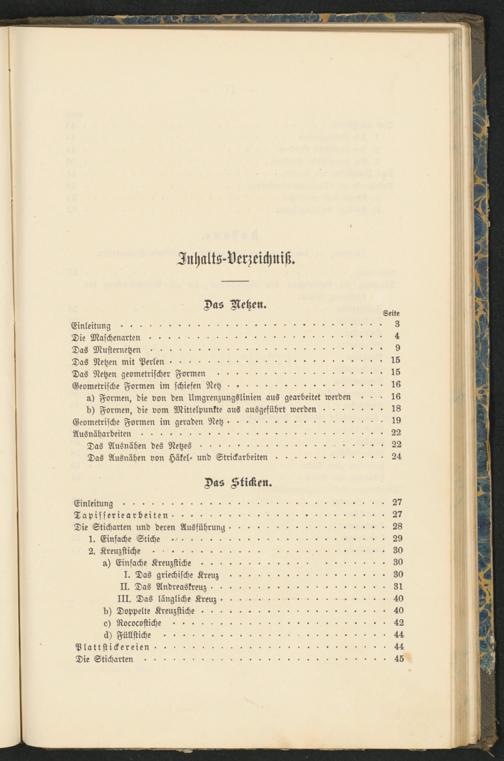 Inhalts-Verzeichniß.
Das Netzen.
Seite
Einleitung 3
Die Maschenarten 4
Das Musternetzen 9
Das Netzen mit Perlen 15
Das Netzen geometrischer Formen 15
Geometrische Formen im schiefen Netz 16
a) Formen, die von den Umgrenzungslinien aus gearbeitet werden 16
b) Formen, die vom Mittelpunkte aus ausgeführt werden 18
Geometrische Formen im geraden Netz 19
Ausnäharbeiten 22
Das Ausnähen des Netzes 22
Das Ausnähen von Häkel- und Strickarbeiten 24
Das Sticken.
Einleitung 27
Tapisseriearbeiten 27
Die Sticharten und deren Ausführung 28
1. Einfache Stiche 29
2. Kreuzstiche 30
a) Einfache Kreuzstiche 30
I. Das griechische Kreuz 30
II. Das Andreaskreuz 31
III. Das längliche Kreuz 40
b) Doppelte Kreuzstiche 40
c) Rococostiche 42
d) Füllstiche 44
Plattstickereien 44
Die Sticharten 45